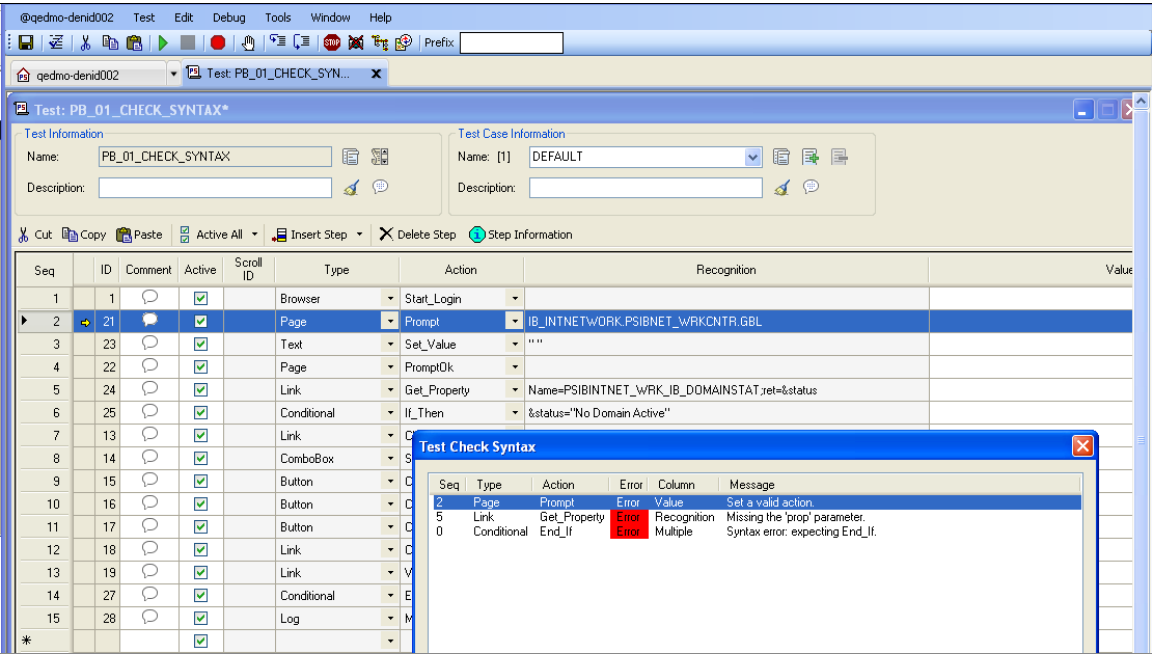 @qedmo-denid002 Test Edit Debug Tools Window Help
STOP Prefix
PS qedmo-denid002 PS Test: PB_01_CHECK_SYN... x
PS Test: PB_01_CHECK_SYNTAX*
Test Information Test Case Information
Name: PB_01_CHECK_SYNTAX Name: [1] DEFAULT
Description: Description:
Cut Copy Paste Active All Insert Step Delete Step Step Information
Seq ID Comment Active Scroll ID Type Action Recognition Value
1 1 Browser Start_Login
2 21 Page Prompt IB_INTNETWORK.PSIBNET_WRKCNTR.GBL
3 23 Text Set_Value " "
4 22 Page PromptOk
5 24 Link Get_Property Name=PSIBINTNET_WRK_IB_DOMAINSTAT;ret=&status
6 25 Conditional If_Then &status="No Domain Active"
7 13 Link C
8 14 ComboBox S
9 15 Button C
10 16 Button C
11 17 Button C
12 18 Link C
13 19 Link V
14 27 Conditional E
15 28 Log M
*
Test Check Syntax
Seq Type Action Error Column Message
2 Page Prompt Error Value Set a valid action.
5 Link Get_Property Error Recognition Missing the 'prop' parameter.
0 Conditional End_If Error Multiple Syntax error: expecting End_If.